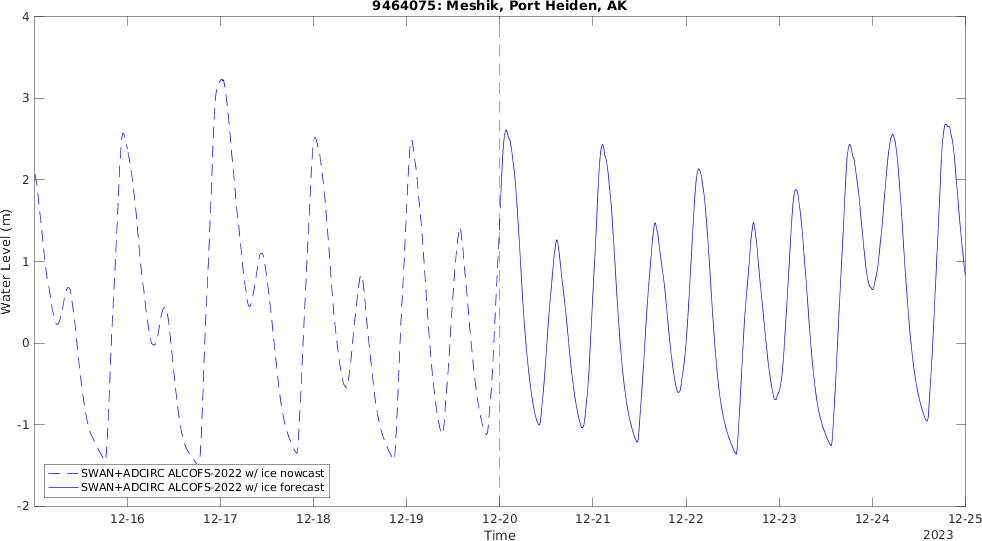 9464075: Meshik, Port Heiden, AK
4
3
2
1
0
-1
-2
Water Level (m)
SWAN+ADCIRC ALCOFS-2022 w/ ice nowcast
SWAN+ADCIRC ALCOFS-2022 w/ ice forecast
12-16 12-17 12-18 12-19 12-20 12-21 12-22 12-23 12-24 12-25
Time
2023